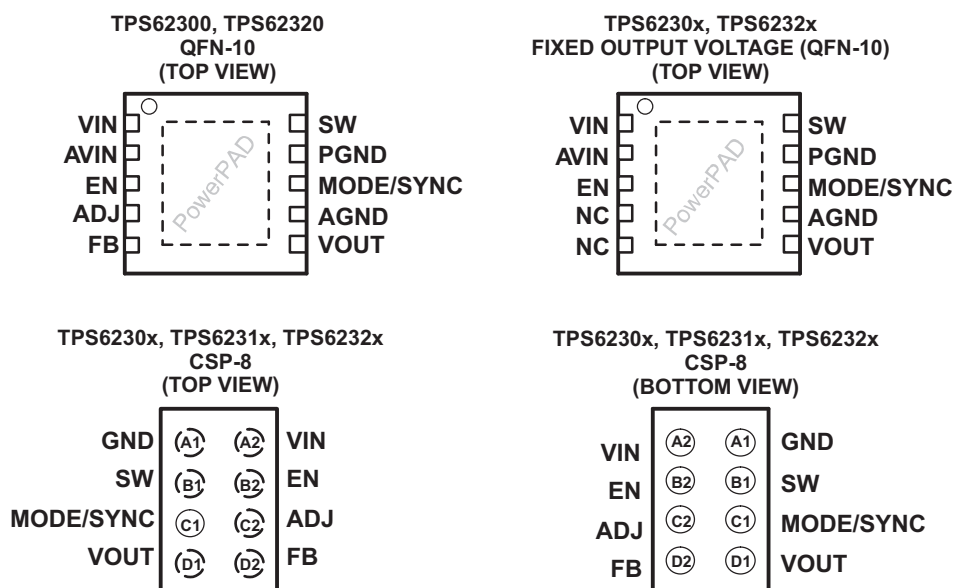 TPS62300, TPS62320
QFN-10
(TOP VIEW)
VIN
AVIN
EN
ADJ
FB
PowerPAD
SW
PGND
MODE/SYNC
AGND
VOUT
TPS6230x, TPS6232x
FIXED OUTPUT VOLTAGE (QFN-10)
(TOP VIEW)
VIN
AVIN
EN
NC
NC
PowerPAD
SW
PGND
MODE/SYNC
AGND
VOUT
TPS6230x, TPS6231x, TPS6232x
CSP-8
(TOP VIEW)
GND A1 A2 VIN
SW B1 B2 EN
MODE/SYNC C1 C2 ADJ
VOUT D1 D2 FB
TPS6230x, TPS6231x, TPS6232x
CSP-8
(BOTTOM VIEW)
VIN A2 A1 GND
EN B2 B1 SW
ADJ C2 C1 MODE/SYNC
FB D2 D1 VOUT